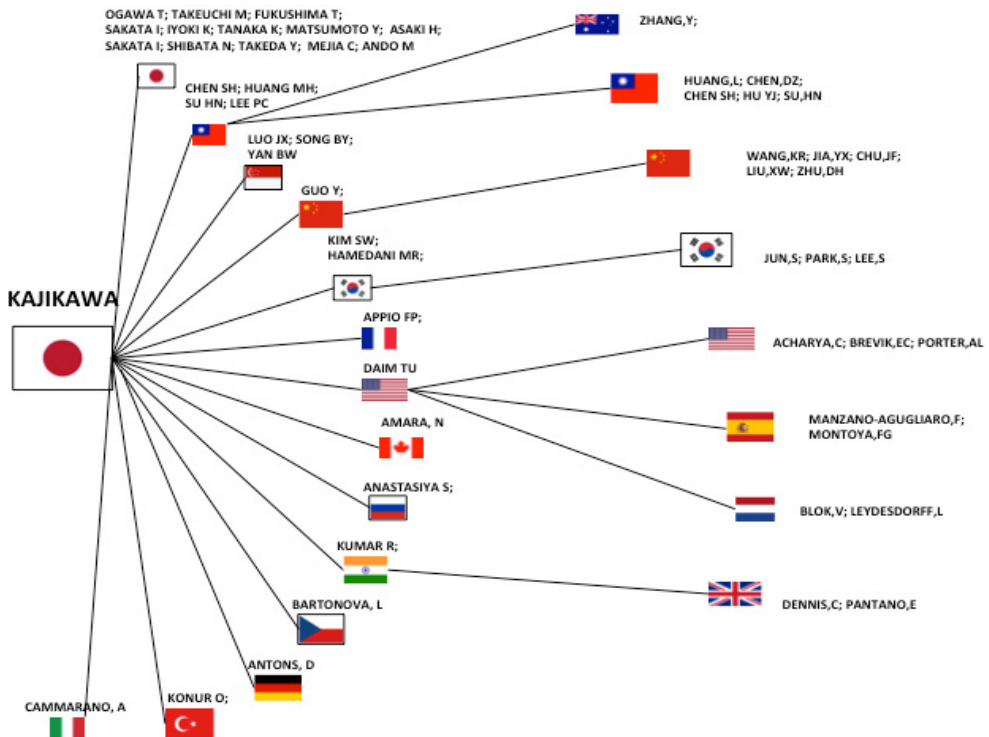 OGAWA T; TAKEUCHI M; FUKUSHIMA T;
SAKATA I; IYOKI K; TANAKA K; MATSUMOTO Y; ASAKI H;
SAKATA I; SHIBATA N; TAKEDA Y; MEJIA C; ANDO M
ZHANG,Y;
CHEN SH; HUANG MH;
SU HN; LEE PC
HUANG,L; CHEN,DZ;
CHEN SH; HU YJ; SU,HN
LUO JX; SONG BY;
YAN BW
WANG,KR; JIA,YX; CHU,JF;
LIU,XW; ZHU,DH
GUO Y;
KIM SW;
HAMEDANI MR;
JUN,S; PARK,S; LEE,S
KAJIKAWA
APPIO FP;
ACHARYA,C; BREVIK,EC; PORTER,AL
DAIM TU
AMARA, N
MANZANO-AGUGLIARO,F;
MONTOYA,FG
ANASTASIYA S;
BLOK,V; LEYDESDORFF,L
KUMAR R;
DENNIS,C; PANTANO,E
BARTONOVA, L
ANTONS, D
KONUR O;
CAMMARANO, A